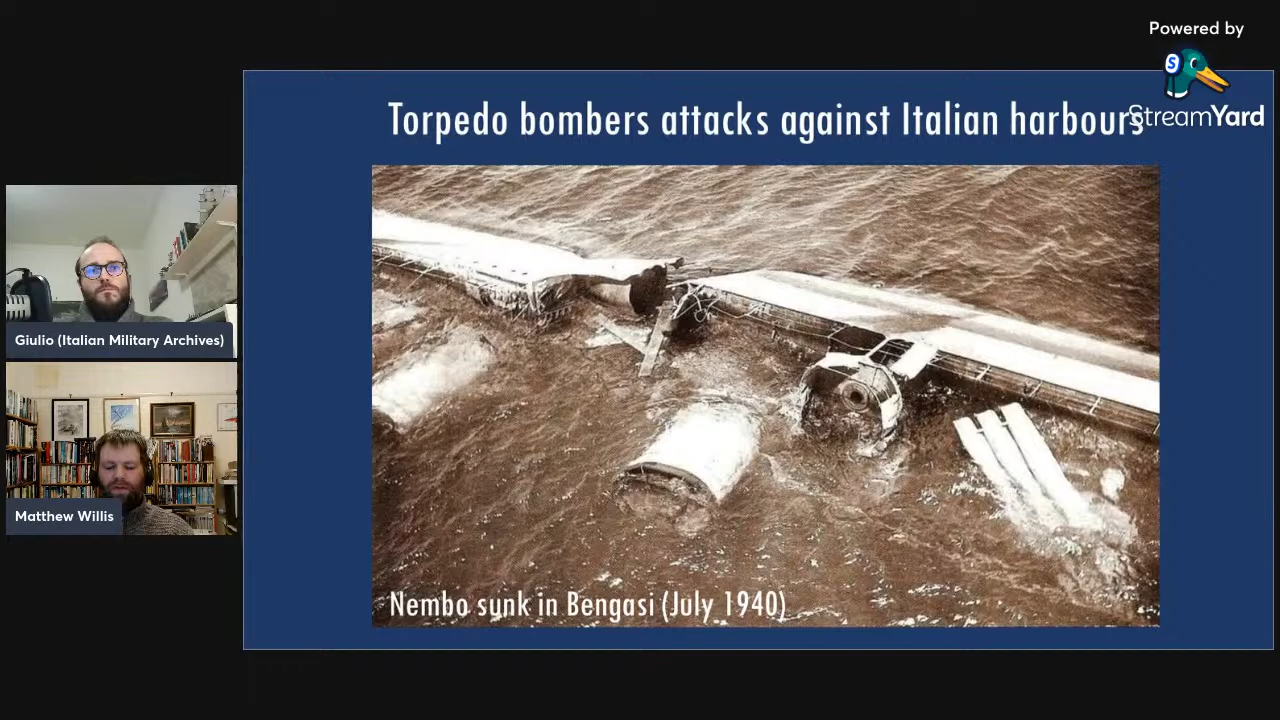 Powered by
S
StreamYard
Torpedo bombers attacks against Italian harbours
Giulio (Italian Military Archives)
Matthew Willis
Nembo sunk in Bengasi (July 1940)